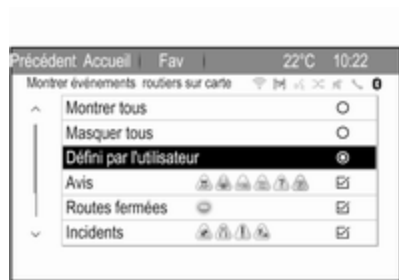 Précédent Accueil Fav 22°C 10:22
Montrer événements routiers sur carte
Montrer tous
Masquer tous
Défini par l'utilisateur
Avis
Routes fermées
Incidents